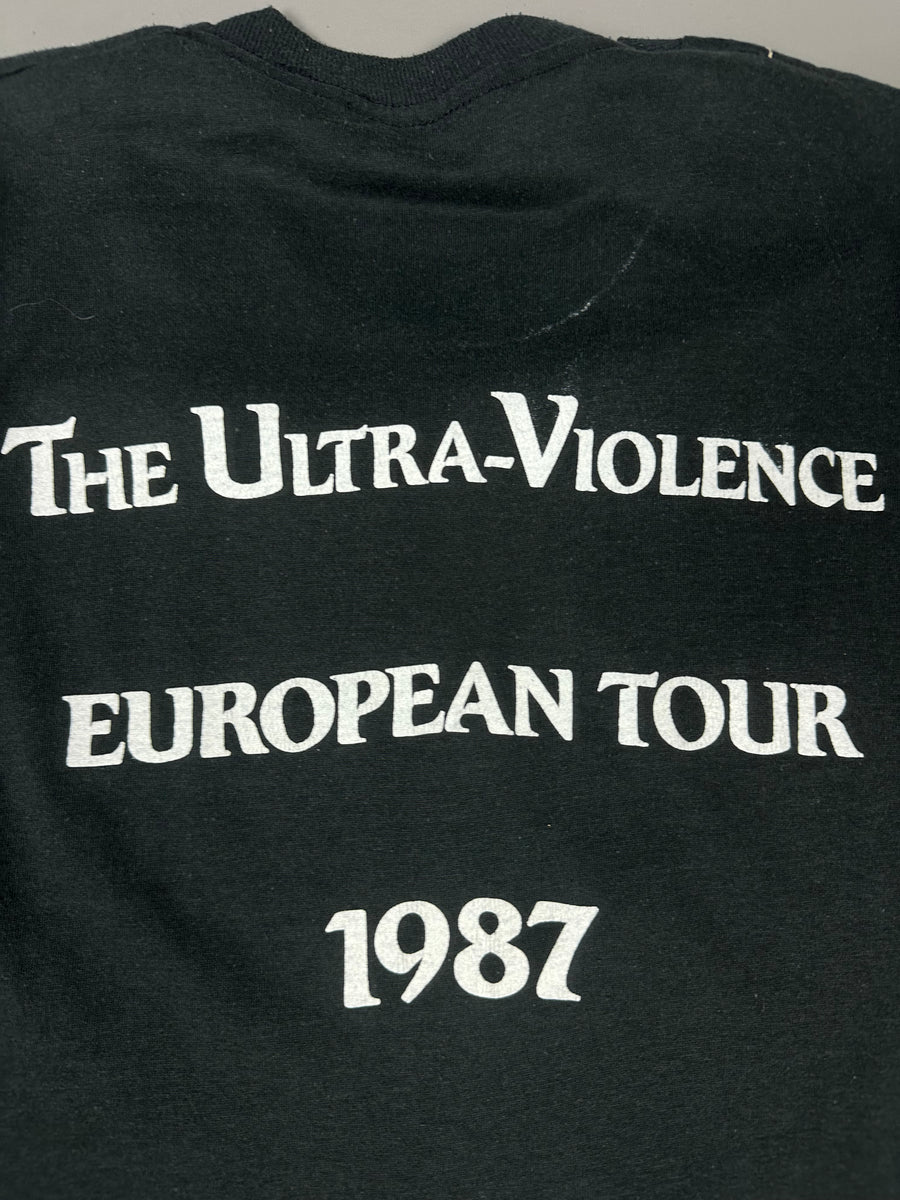 The Ultra-Violence
EUROPEAN TOUR
1987